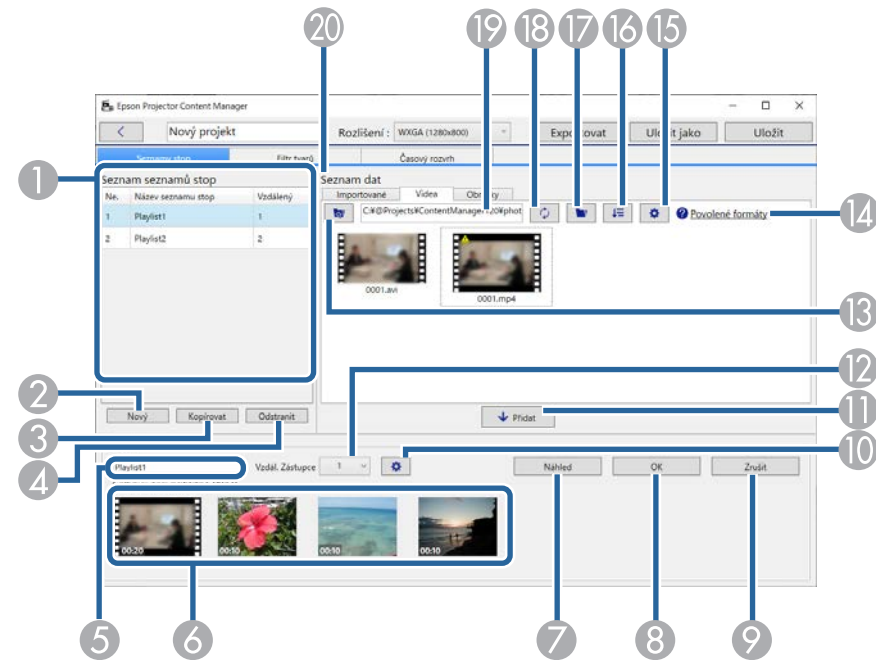 20 19 18 17 16 15
Epson Projector Content Manager
Nový projekt Rozlišení : WXGA (1280x800) Exportovat Uložit jako Uložit
Seznamy stop Filtr tvarů Časový rozvrh
1
Seznam seznamů stop Seznam dat
Importované Videa Obrázky
Ne. Název seznamu stop Vzdálený
C:¥@Projects¥ContentManager120¥phot Povolené formáty 14
1 Playlist1 1
2 Playlist2 2
0001.avi 0001.mp4
13
12
2 Nový Kopírovat Odstranit Přidat 11
3
10
4 Playlist1 Vzdál. Zástupce 1 Náhled OK Zrušit
00:20 00:10 00:10 00:10
5 6 7 8 9